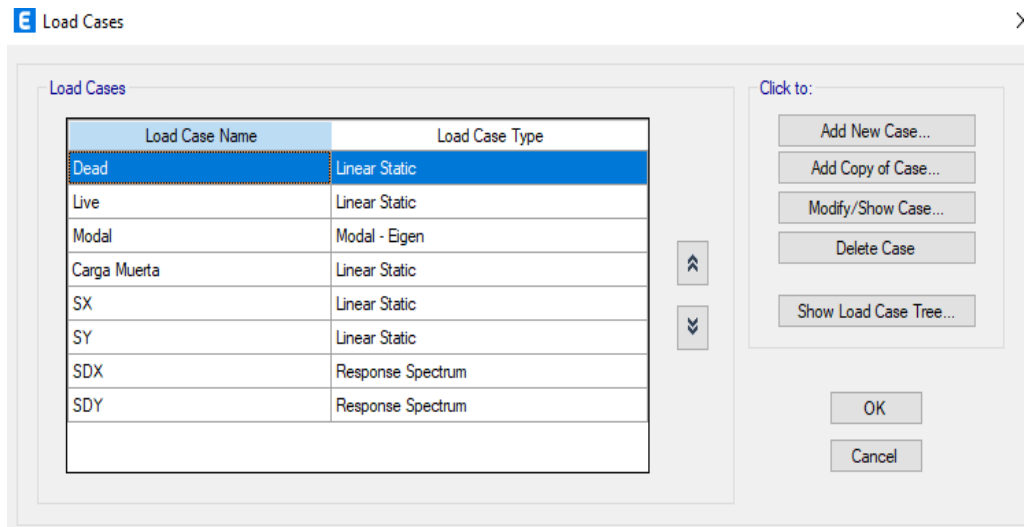 E Load Cases
Load Cases
Load Case Name Load Case Type
Dead Linear Static
Live Linear Static
Modal Modal - Eigen
Carga Muerta Linear Static
SX Linear Static
SY Linear Static
SDX Response Spectrum
SDY Response Spectrum
Click to:
Add New Case...
Add Copy of Case...
Modify/Show Case...
Delete Case
Show Load Case Tree...
OK
Cancel